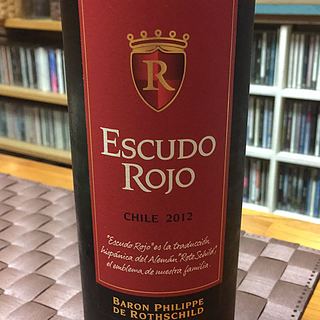 R
ESCUDO
ROJO
CHILE 2012
"Escudo Rojo" es la traducción
hispánica del Alemán "Rote Schild",
el emblema de nuestra familia.
BARON PHILIPPE
DE ROTHSCHILD